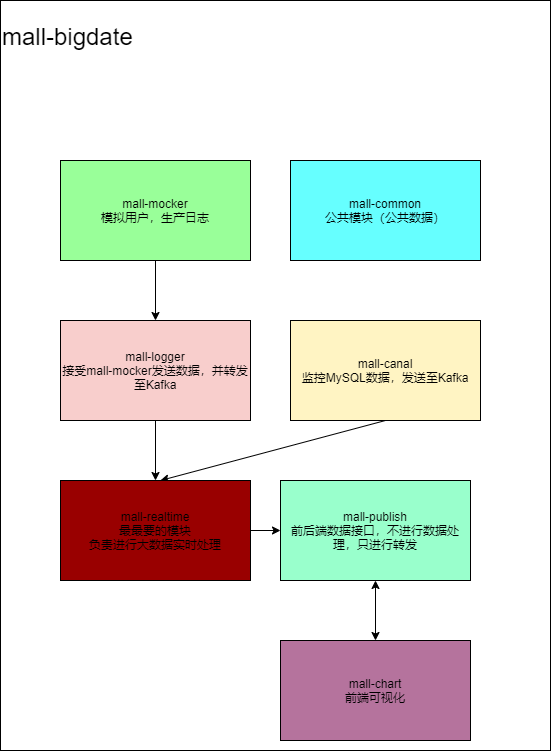 mall-bigdate
mall-mocker
模拟用户，生产日志
mall-common
公共模块（公共数据）
mall-logger
接受mall-mocker发送数据，并转发
至Kafka
mall-canal
监控MySQL数据，发送至Kafka
mall-realtime
最最要的模块
负责进行大数据实时处理
mall-publish
前后端数据接口，不进行数据处
理，只进行转发
mall-chart
前端可视化